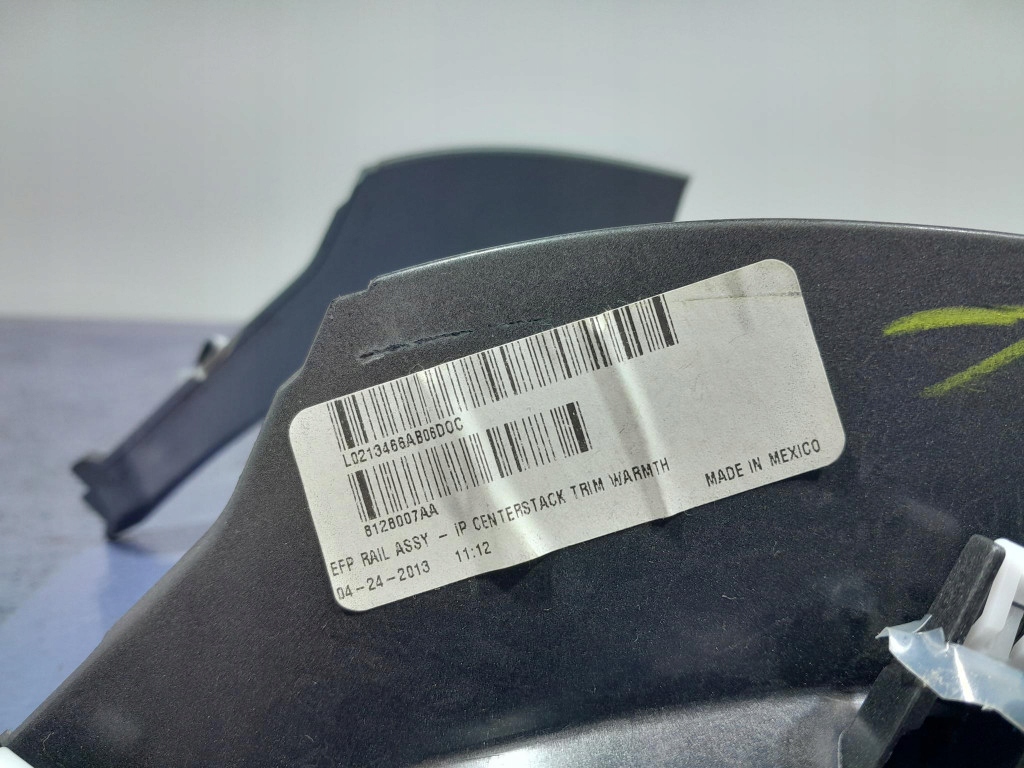 L0213466AB06D0C
8128007AA
EFP RAIL ASSY - IP CENTERSTACK TRIM WARMTH
MADE IN MEXICO
04-24-2013 11:12